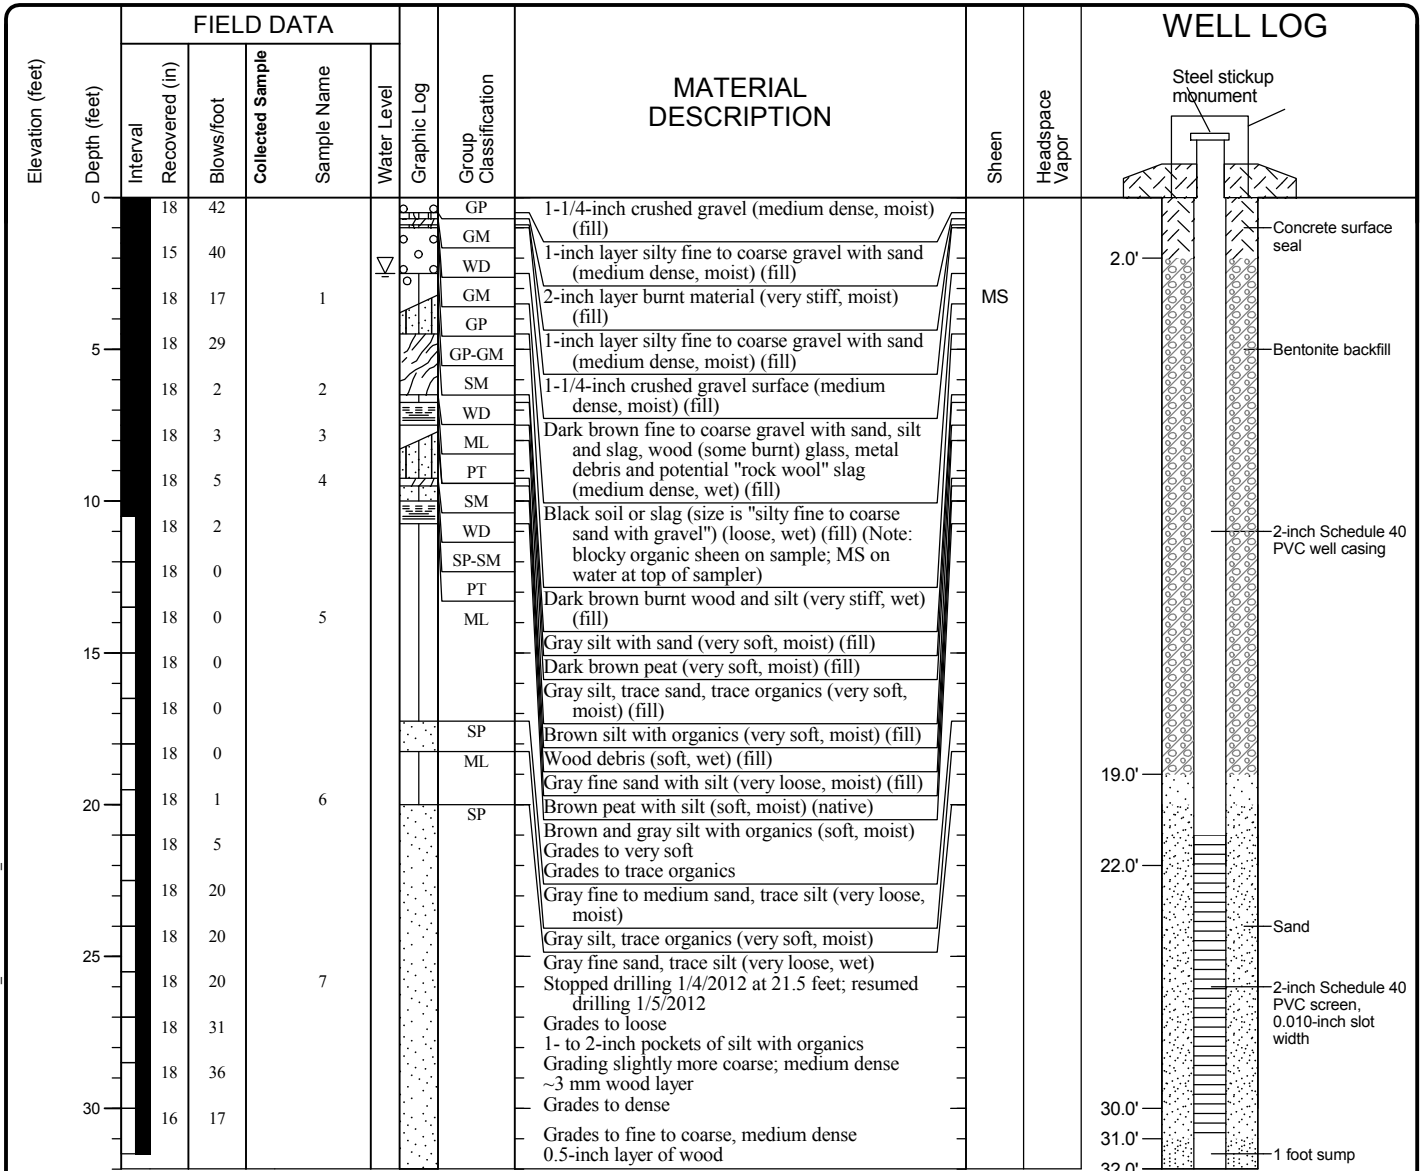 FIELD DATA
WELL LOG
Elevation (feet)
Depth (feet)
Interval
Recovered (in)
Blows/foot
Collected Sample
Sample Name
Water Level
Graphic Log
Group
Classification
MATERIAL
DESCRIPTION
Sheen
Headspace
Vapor
Steel stickup
monument
0
5
10
15
20
25
30
18 42
15 40
18 17 1
18 29
18 2 2
18 3 3
18 5 4
18 2
18 0
18 0 5
18 0
18 0
18 0
18 1 6
18 5
18 20
18 20
18 20 7
18 31
18 36
16 17
GP
GM
WD
GM
GP
GP-GM
SM
WD
ML
PT
SM
WD
SP-SM
PT
ML
SP
ML
SP
1-1/4-inch crushed gravel (medium dense, moist)
(fill)
1-inch layer silty fine to coarse gravel with sand
(medium dense, moist) (fill)
2-inch layer burnt material (very stiff, moist)
(fill)
1-inch layer silty fine to coarse gravel with sand
(medium dense, moist) (fill)
1-1/4-inch crushed gravel surface (medium
dense, moist) (fill)
Dark brown fine to coarse gravel with sand, silt
and slag, wood (some burnt) glass, metal
debris and potential "rock wool" slag
(medium dense, wet) (fill)
Black soil or slag (size is "silty fine to coarse
sand with gravel") (loose, wet) (fill) (Note:
blocky organic sheen on sample; MS on
water at top of sampler)
Dark brown burnt wood and silt (very stiff, wet)
(fill)
Gray silt with sand (very soft, moist) (fill)
Dark brown peat (very soft, moist) (fill)
Gray silt, trace sand, trace organics (very soft,
moist) (fill)
Brown silt with organics (very soft, moist) (fill)
Wood debris (soft, wet) (fill)
Gray fine sand with silt (very loose, moist) (fill)
Brown peat with silt (soft, moist) (native)
Brown and gray silt with organics (soft, moist)
Grades to very soft
Grades to trace organics
Gray fine to medium sand, trace silt (very loose,
moist)
Gray silt, trace organics (very soft, moist)
Gray fine sand, trace silt (very loose, wet)
Stopped drilling 1/4/2012 at 21.5 feet; resumed
drilling 1/5/2012
Grades to loose
1- to 2-inch pockets of silt with organics
Grading slightly more coarse; medium dense
~3 mm wood layer
Grades to dense
Grades to fine to coarse, medium dense
0.5-inch layer of wood
MS
2.0'
19.0'
22.0'
30.0'
31.0'
32.0'
Concrete surface
seal
Bentonite backfill
2-inch Schedule 40
PVC well casing
Sand
2-inch Schedule 40
PVC screen,
0.010-inch slot
width
1 foot sump